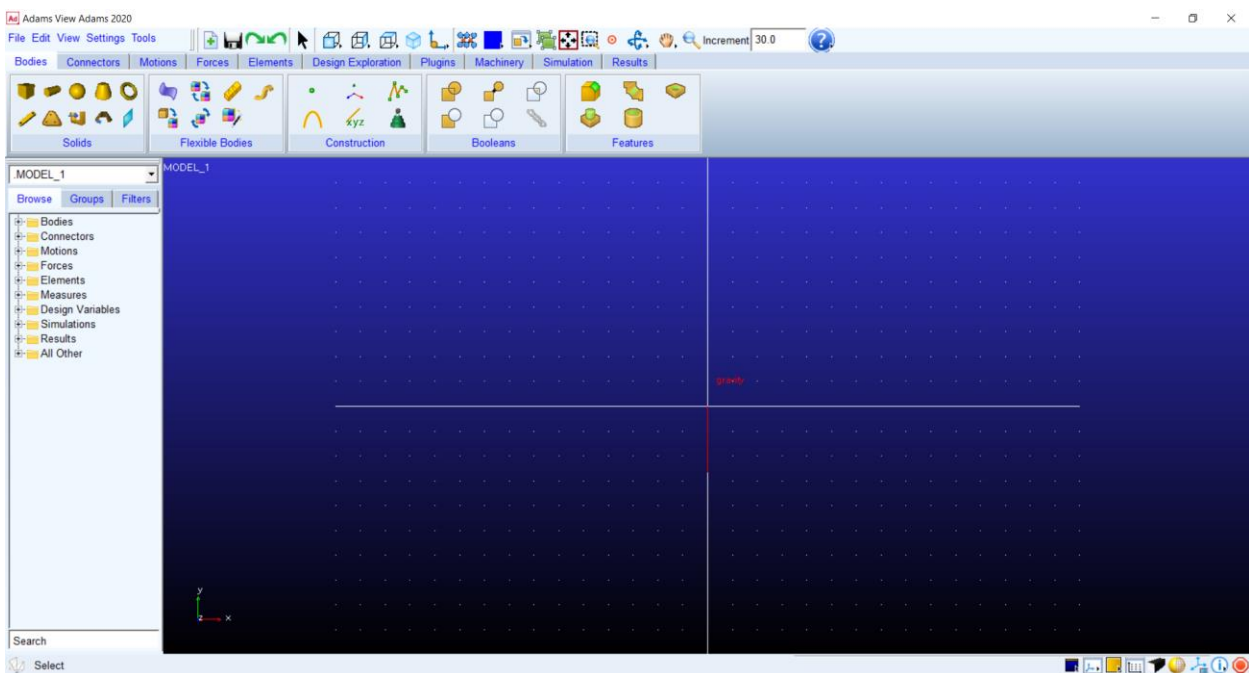 Ad Adams View Adams 2020
File Edit View Settings Tools
Increment 30.0
?
Bodies Connectors Motions Forces Elements Design Exploration Plugins Machinery Simulation Results
xyz
Solids Flexible Bodies Construction Booleans Features
.MODEL_1
MODEL_1
Browse Groups Filters
Bodies
Connectors
Motions
Forces
Elements
Measures
Design Variables
Simulations
Results
All Other
gravity
y
z x
Search
Select